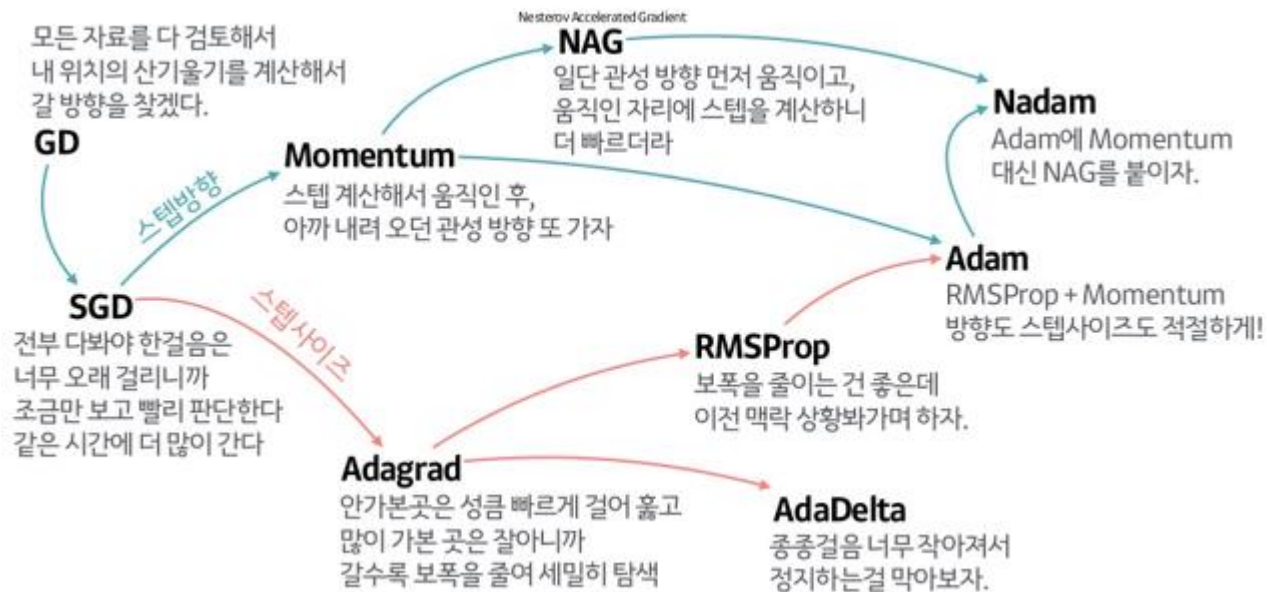 모든 자료를 다 검토해서
내 위치의 산기울기를 계산해서
갈 방향을 찾겠다.
GD
스텝방향
Momentum
스텝 계산해서 움직인 후,
아까 내려 오던 관성 방향 또 가자
Nesterov Accelerated Gradient
NAG
일단 관성 방향 먼저 움직이고,
움직인 자리에 스텝을 계산하니
더 빠르더라
Nadam
Adam에 Momentum
대신 NAG를 붙이자.
SGD
전부 다봐야 한걸음은
너무 오래 걸리니까
조금만 보고 빨리 판단한다
같은 시간에 더 많이 간다
스텝사이즈
Adagrad
안가본곳은 성큼 빠르게 걸어 훑고
많이 가본 곳은 잘아니까
갈수록 보폭을 줄여 세밀히 탐색
RMSProp
보폭을 줄이는 건 좋은데
이전 맥락 상황봐가며 하자.
Adam
RMSProp + Momentum
방향도 스텝사이즈도 적절하게!
AdaDelta
종종걸음 너무 작아져서
정지하는걸 막아보자.